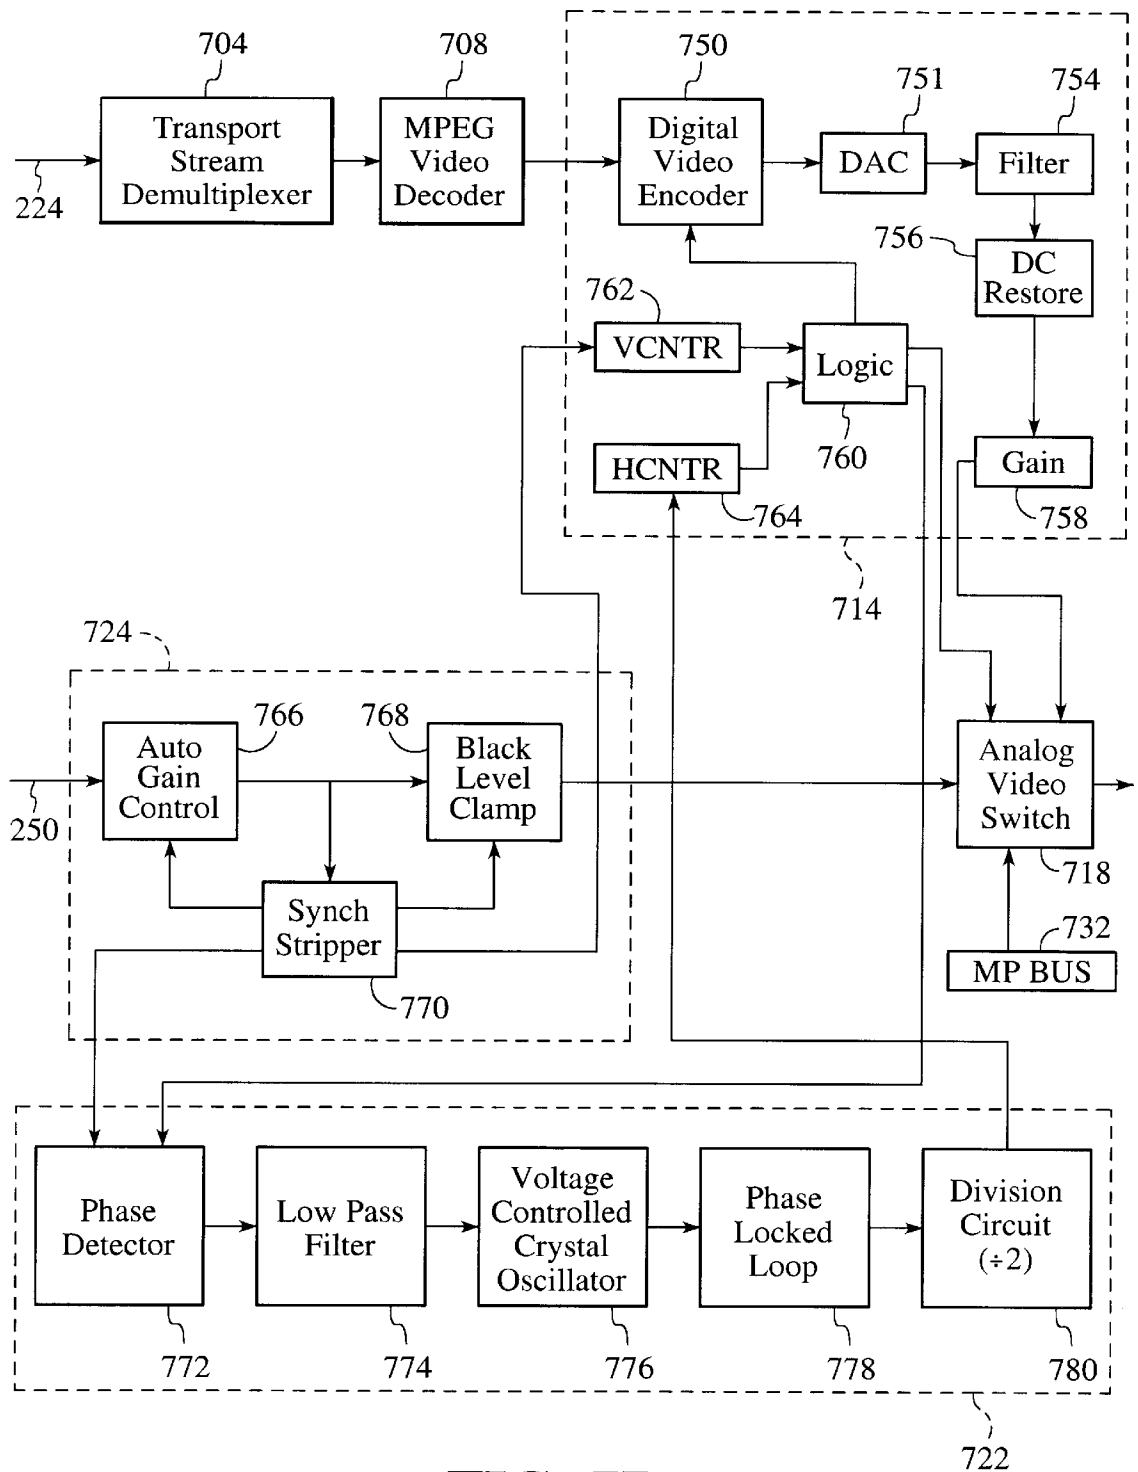 704
708
750
751
754
Transport
Stream
Demultiplexer
MPEG
Video
Decoder
Digital
Video
Encoder
DAC
Filter
224
756
DC
Restore
762
VCNTR
Logic
760
HCNTR
764
Gain
758
714
724
766
768
Auto
Gain
Control
Black
Level
Clamp
Analog
Video
Switch
250
718
Synch
Stripper
770
732
MP BUS
Phase
Detector
Low Pass
Filter
Voltage
Controlled
Crystal
Oscillator
Phase
Locked
Loop
Division
Circuit
(÷2)
772
774
776
778
780
722